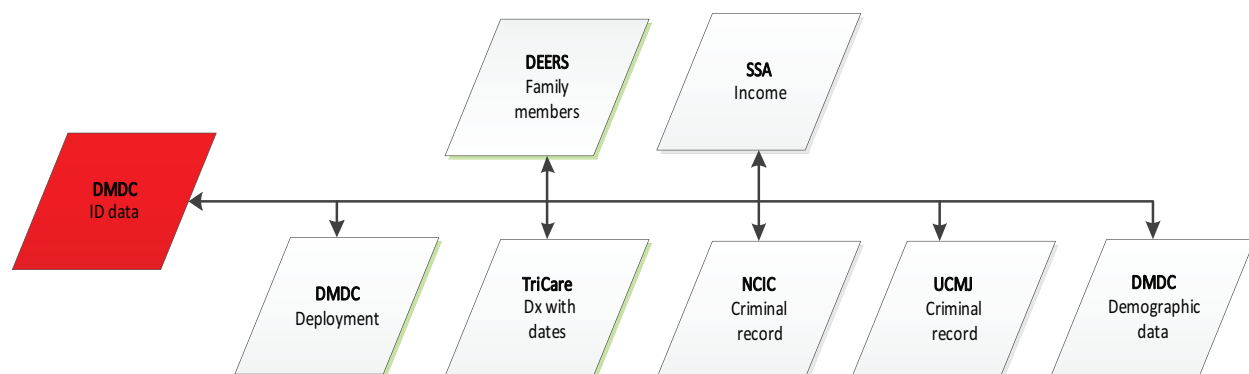 DEERS
Family
members
SSA
Income
DMDC
ID data
DMDC
Deployment
TriCare
Dx with
dates
NCIC
Criminal
record
UCMJ
Criminal
record
DMDC
Demographic
data